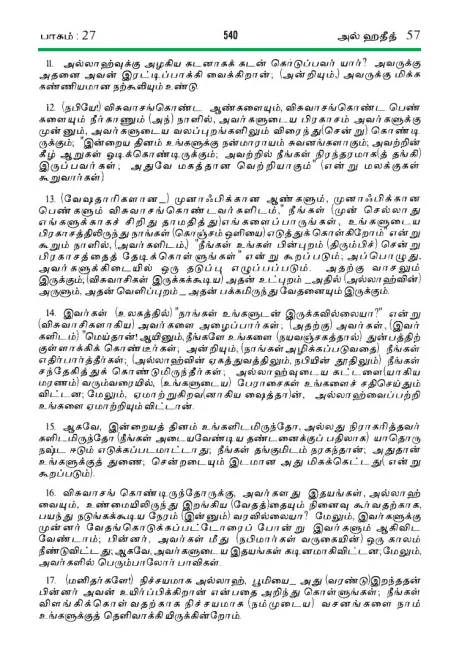 பாகம் : 27 540 அல் ஹதீத் 57
11. அல்லாஹ்வுக்கு அழகிய கடனாகக் கடன் கொடுப்பவர் யார்? அவருக்கு
அதனை அவன் இரட்டிப்பாக்கி வைக்கிறான்; (அன்றியும்,) அவருக்கு மிக்க
கண்ணியமான நற்கூலியும் உண்டு.
12. (நபியே!) விசுவாசங்கொண்ட ஆண்களையும், விசுவாசங்கொண்ட பெண்
களையும் நீர்காணும் (அந்) நாளில், அவர்களுடைய பிரகாசம் அவர்களுக்கு
முன்னும், அவர்களுடைய வலப்புறங்களிலும் விரைந்து(சென்று) கொண்டி
ருக்கும்; "இன்றைய தினம் உங்களுக்கு நன்மாராயம் சுவனங்களாகும்; அவற்றின்
கீழ் ஆறுகள் ஓடிக்கொண்டிருக்கும்; அவற்றில் நீங்கள் நிரந்தரமாக(த் தங்கி)
இருப்பவர்கள்; அதுவே மகத்தான வெற்றியாகும்" (என்று மலக்குகள்
கூறுவார்கள்)
13. (வேஷதாரிகளான_) முனாஃபிக்கான ஆண்களும், முனாஃபிக்கான
பெண்களும் விசுவாசங்கொண்டவர்களிடம்," நீங்கள் (முன் செல்லாது
எங்களுக்காகச் சிறிது தாமதித்து)எங்களைப்பாருங்கள், உங்களுடைய
பிரகாசத்திலிருந்து நாங்கள் (கொஞ்சம் ஒளியை) எடுத்துக்கொள்கிறோம்" என்று
கூறும் நாளில், (அவர்களிடம்,) "நீங்கள் உங்கள் பின்புறம் (திரும்பிச்) சென்று
பிரகாசத்தைத் தேடிக்கொள்ளுங்கள்" என்று கூறப்படும்; அப்பொழுது,
அவர்களுக்கிடையில் ஒரு தடுப்பு எழுப்பப்படும். அதற்கு வாசலும்
இருக்கும்; (விசுவாசிகள் இருக்கக்கூடிய) அதன் உட்புறம் _அதில் (அல்லாஹ்வின்)
அருளும், அதன் வெளிப்புறம் _அதன் பக்கமிருந்து வேதனையும் இருக்கும்.
14. இவர்கள் (உலகத்தில்) "நாங்கள் உங்களுடன் இருக்கவில்லையா?" என்று
(விசுவாசிகளாகிய) அவர்களை அழைப்பார்கள்; (அதற்கு) அவர்கள், (இவர்
களிடம்) "மெய்தான்! ஆயினும், நீங்களே உங்களை (நயவஞ்சகத்தால்) துன்பத்திற்
குள்ளாக்கிக் கொண்டீர்கள்; அன்றியும், (நாங்கள் அழிக்கப்படுவதை) நீங்கள்
எதிர்பார்த்தீர்கள்; (அல்லாஹ்வின் ஏகத்துவத்திலும், நபியின் தூதிலும்) நீங்கள்
சந்தேகித்துக் கொண்டுமிருந்தீர்கள்; அல்லாஹ்வுடைய கட்டளை(யாகிய
மரணம்) வரும்வரையில், (உங்களுடைய) பேராசைகள் உங்களைச் சதிசெய்தும்
விட்டன; மேலும், ஏமாற்றுகிறவ(னாகிய ஷைத்தா)ன், அல்லாஹ்வைப்பற்றி
உங்களை ஏமாற்றியும் விட்டான்.
15. ஆகவே, இன்றையத் தினம் உங்களிடமிருந்தோ, அல்லது நிராகரித்தவர்
களிடமிருந்தோ (நீங்கள் அடையவேண்டிய தண்டனைக்குப் பதிலாக) யாதொரு
நஷ்ட ஈடும் எடுக்கப்படமாட்டாது; நீங்கள் தங்குமிடம் நரகந்தான்; அதுதான்
உங்களுக்குத் துணை; சென்றடையும் இடமான அது மிகக்கெட்டது( என்று
கூறப்படும்).
16. விசுவாசங் கொண்டிருந்தோருக்கு, அவர்களது இதயங்கள், அல்லாஹ்
வையும், உண்மையிலிருந்து இறங்கிய (வேதத்)தையும் நினைவு கூர்வதற்காக,
பயந்து நடுங்கக்கூடிய நேரம் (இன்னும்) வரவில்லையா? மேலும், இவர்களுக்கு
முன்னர் வேதங்கொடுக்கப்பட்டோரைப் போன்று இவர்களும் ஆகிவிட
வேண்டாம்; பின்னர், அவர்கள் மீது (நபிமார்கள் வருகையின்) ஒரு காலம்
நீண்டுவிட்டது; ஆகவே, அவர்களுடைய இதயங்கள் கடினமாகிவிட்டன; மேலும்,
அவர்களில் பெரும்பாலோர் பாவிகள்.
17. (மனிதர்களே!) நிச்சயமாக அல்லாஹ், பூமியை_ அது (வரண்டு)இறந்ததன்
பின்னர் அவன் உயிர்ப்பிக்கிறான் என்பதை அறிந்து கொள்ளுங்கள்; நீங்கள்
விளங்கிக்கொள்வதற்காக நிச்சயமாக (நம்முடைய) வசனங்களை நாம்
உங்களுக்குத் தெளிவாக்கியிருக்கின்றோம்.